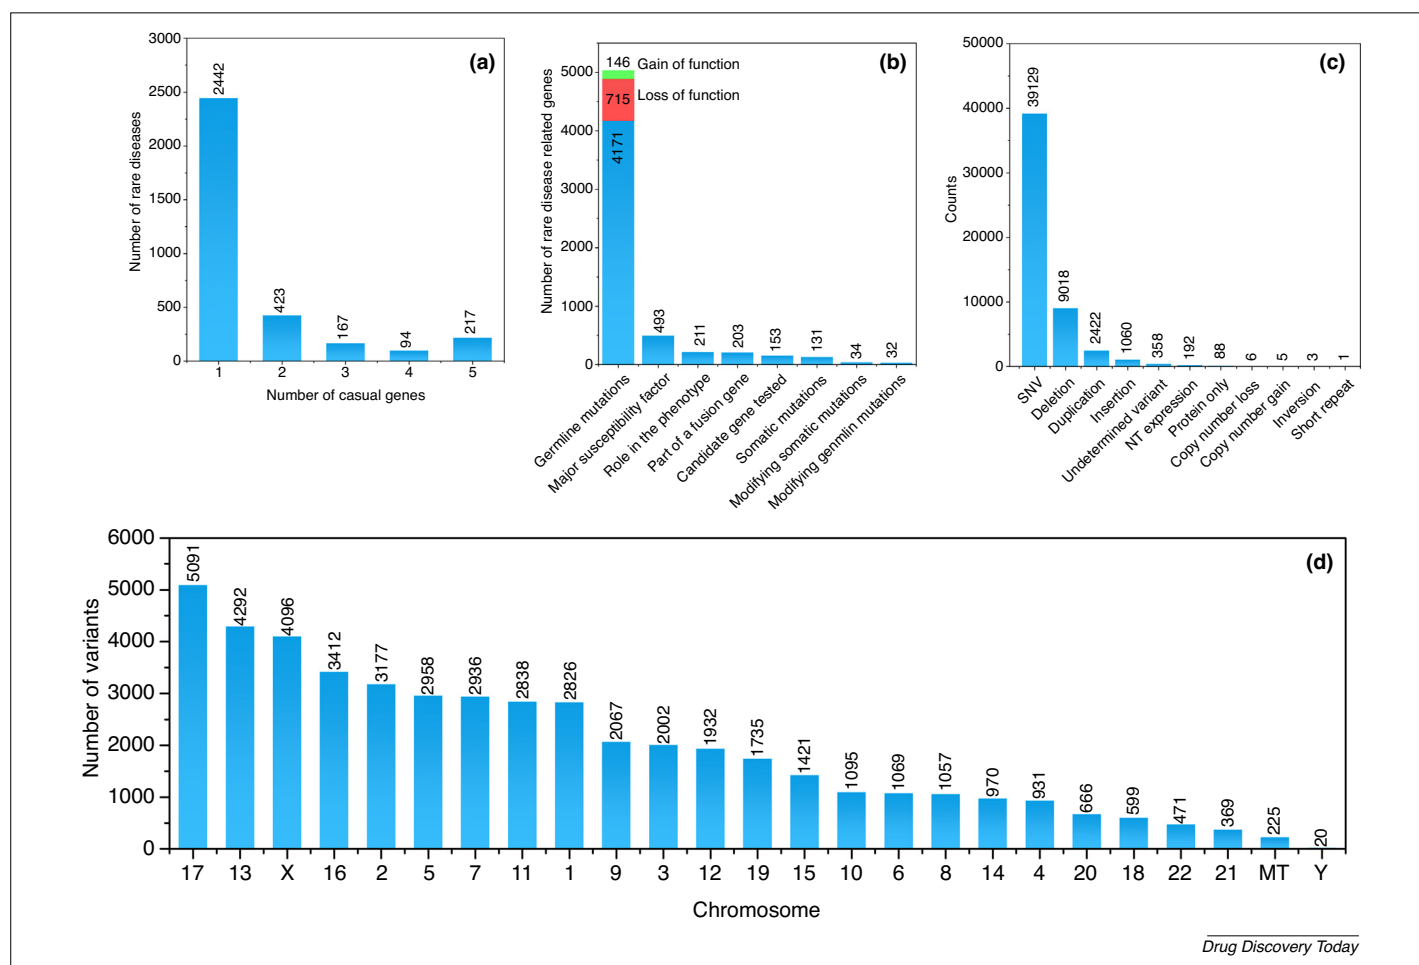 (a)
3000
2500
2000
1500
1000
500
0
Number of rare diseases
2442
423
167
94
217
1 2 3 4 5
Number of casual genes
(b)
5000
4000
3000
2000
1000
0
Number of rare disease related genes
146 Gain of function
715 Loss of function
4171
493
211
203
153
131
34
32
Germline mutations
Major susceptibility factor
Role in the phenotype
Part of a fusion gene
Candidate gene tested
Somatic mutations
Modifying somatic mutations
Modifying genmlin mutations
(c)
50000
40000
30000
20000
10000
0
Counts
39129
9018
2422
1060
358
192
88
6
5
3
1
SNV
Deletion
Duplication
Insertion
Undetermined variant
NT expression
Protein only
Copy number loss
Copy number gain
Inversion
Short repeat
(d)
6000
5000
4000
3000
2000
1000
0
Number of variants
5091
4292
4096
3412
3177
2958
2936
2838
2826
2067
2002
1932
1735
1421
1095
1069
1057
970
931
666
599
471
369
225
20
17 13 X 16 2 5 7 11 1 9 3 12 19 15 10 6 8 14 4 20 18 22 21 MT Y
Chromosome
Drug Discovery Today